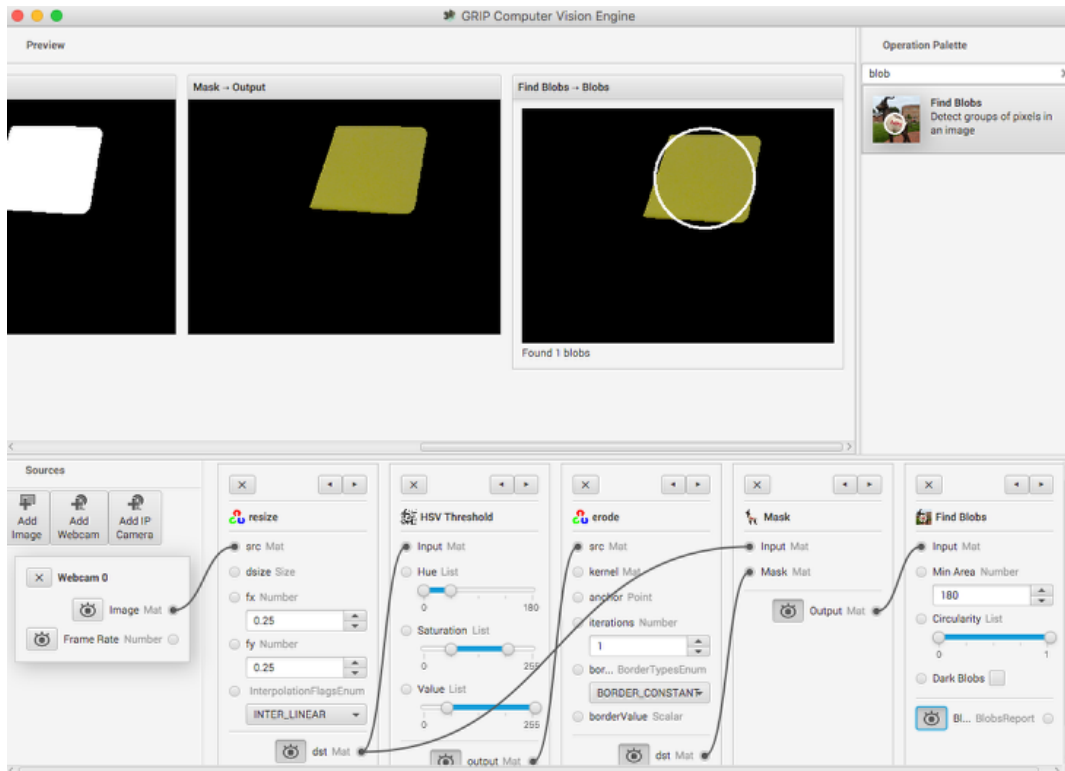 GRIP Computer Vision Engine
Preview
Operation Palette
blob
Find Blobs
Detect groups of pixels in
an image
Mask → Output
Find Blobs → Blobs
Found 1 blobs
Sources
Add
Image
Add
Webcam
Add IP
Camera
Webcam 0
Image Mat
Frame Rate Number
resize
src Mat
dsize Size
fx Number
0.25
fy Number
0.25
InterpolationFlagsEnum
INTER_LINEAR
dst Mat
HSV Threshold
Input Mat
Hue List
0 180
Saturation List
0 255
Value List
0 255
output Mat
erode
src Mat
kernel Mat
anchor Point
iterations Number
1
bor... BorderTypesEnum
BORDER_CONSTANT
borderValue Scalar
dst Mat
Mask
Input Mat
Mask Mat
Output Mat
Find Blobs
Input Mat
Min Area Number
180
Circularity List
0 1
Dark Blobs
Bl... BlobsReport